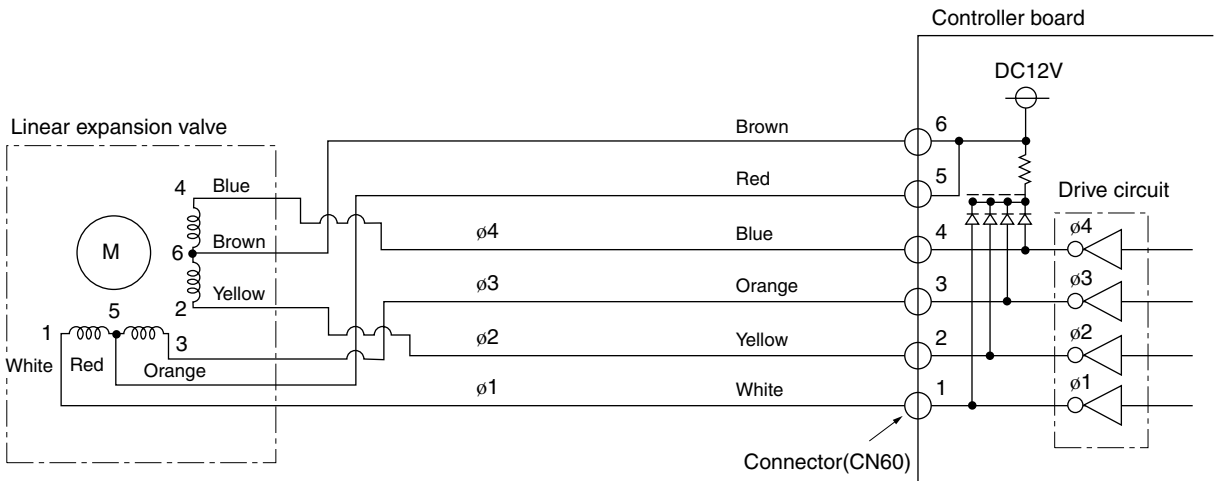 Controller board
DC12V
Linear expansion valve
Brown
6
4
Blue
Red
5
Drive circuit
M
6
Brown
ø4
Blue
4
ø4
2
Yellow
ø3
Orange
3
ø3
1
5
3
ø2
Yellow
2
ø2
White
Red
Orange
ø1
White
1
ø1
Connector(CN60)